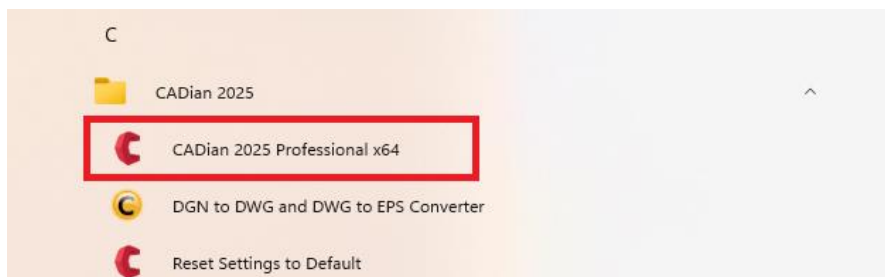 C
CADian 2025
CADian 2025 Professional x64
DGN to DWG and DWG to EPS Converter
Reset Settings to Default